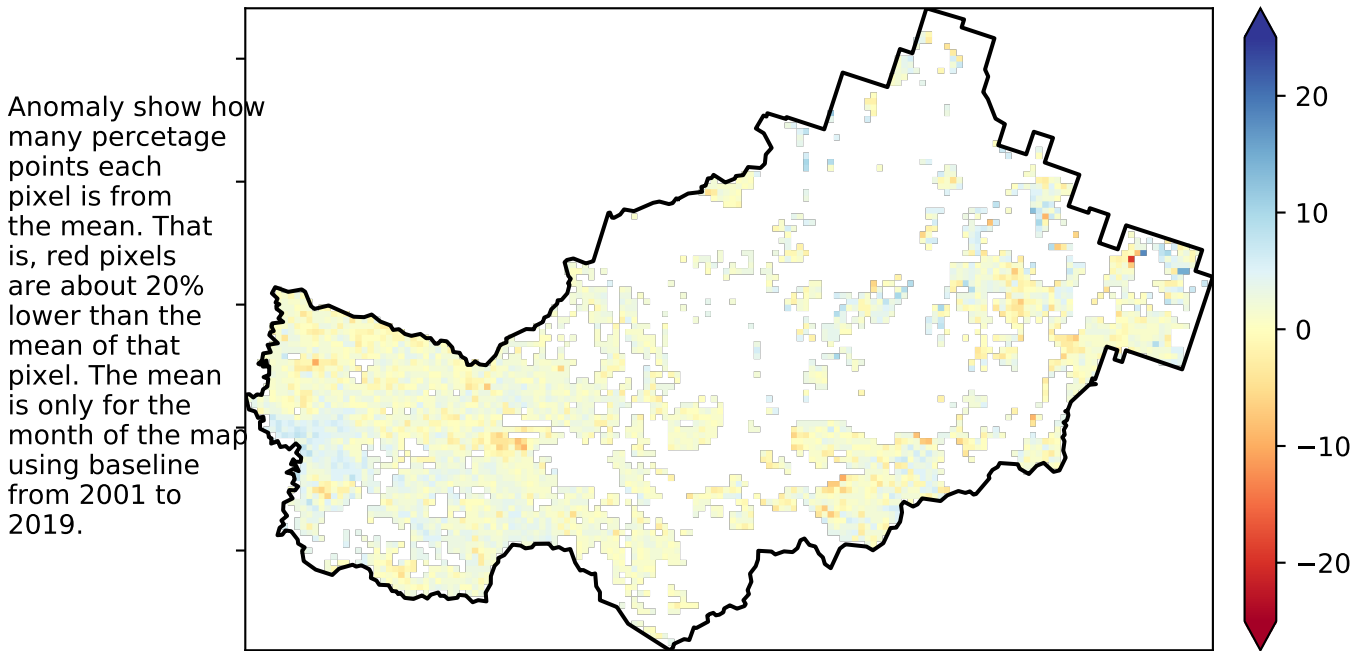 Anomaly show how
many percetage
points each
pixel is from
the mean. That
is, red pixels
are about 20%
lower than the
mean of that
pixel. The mean
is only for the
month of the map
using baseline
from 2001 to
2019.
20
10
0
−10
−20